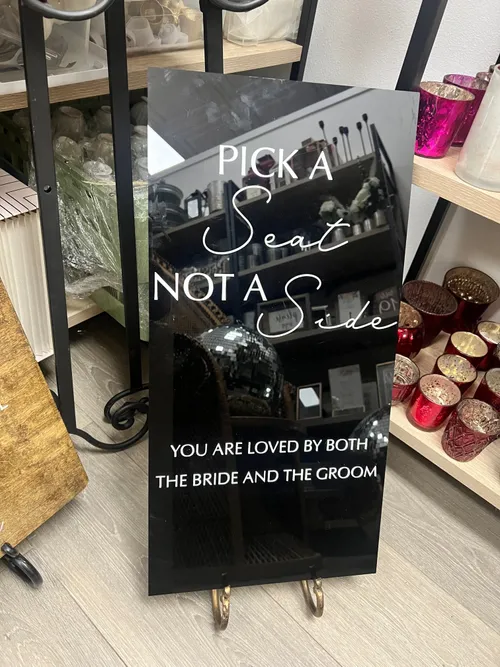 PICK A
Seat
NOT A
Side
YOU ARE LOVED BY BOTH
THE BRIDE AND THE GROOM